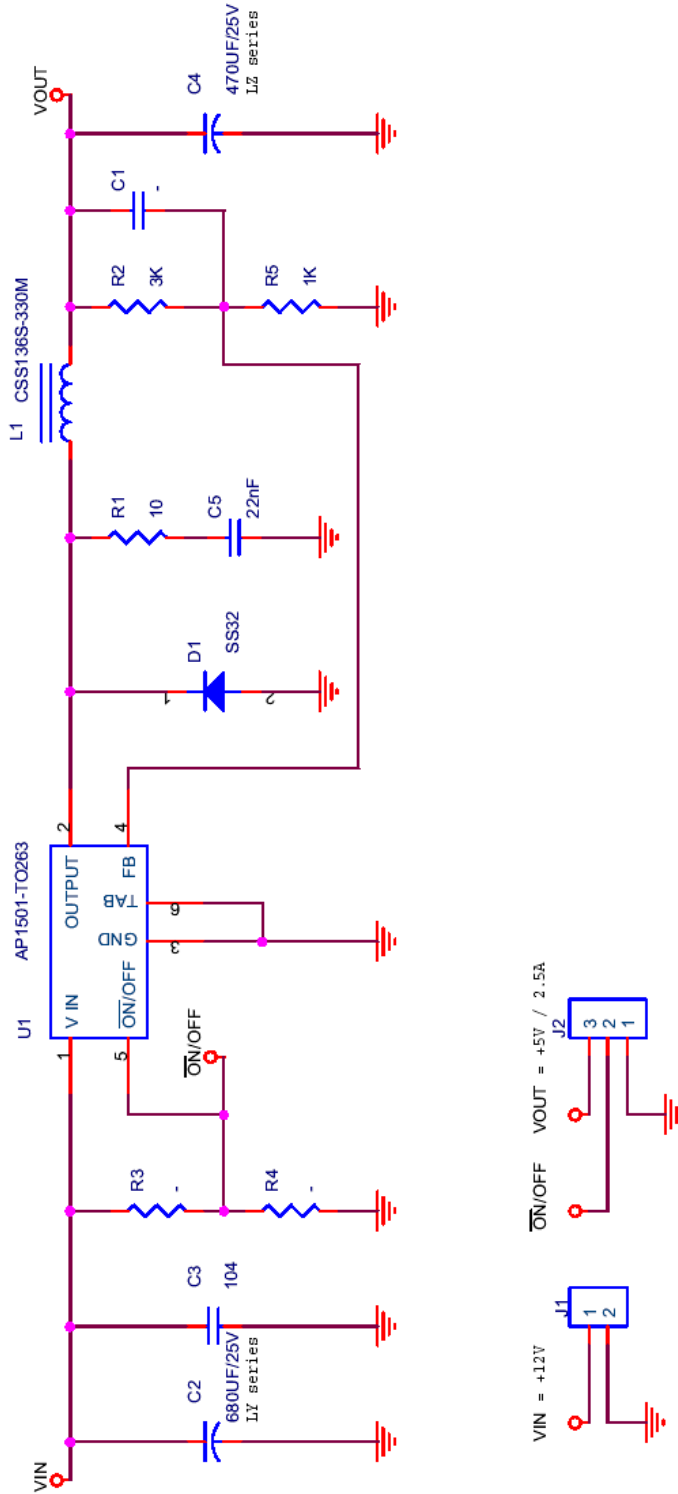 VIN
C2
680UF/25V
LY series
C3
104
R3
-
R4
-
ON/OFF
U1
AP1501-TO263
1
V IN
5
ON/OFF
OUTPUT
2
FB
4
GND
3
TAB
6
D1
SS32
1
2
R1
10
C5
22nF
L1
CSS136S-330M
R2
3K
R5
1K
C1
-
C4
470UF/25V
LZ series
VOUT
VIN = +12V
J1
1
2
ON/OFF
VOUT = +5V / 2.5A
J2
3
2
1